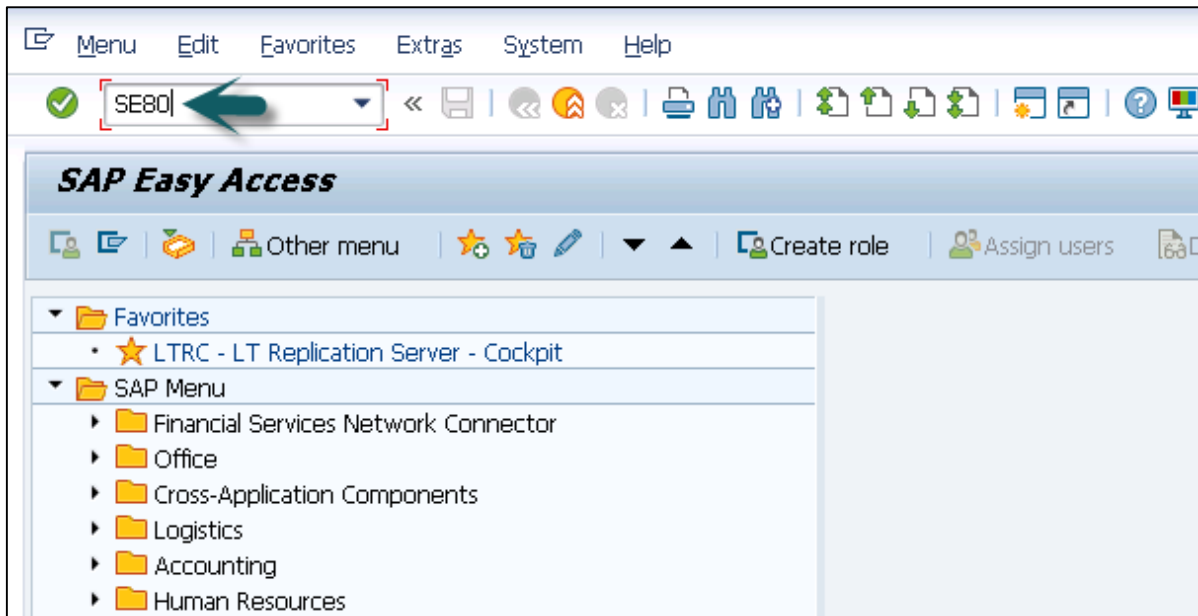 Menu Edit Favorites Extras System Help
SE80
SAP Easy Access
Other menu Create role Assign users
Favorites
LTRC - LT Replication Server - Cockpit
SAP Menu
Financial Services Network Connector
Office
Cross-Application Components
Logistics
Accounting
Human Resources